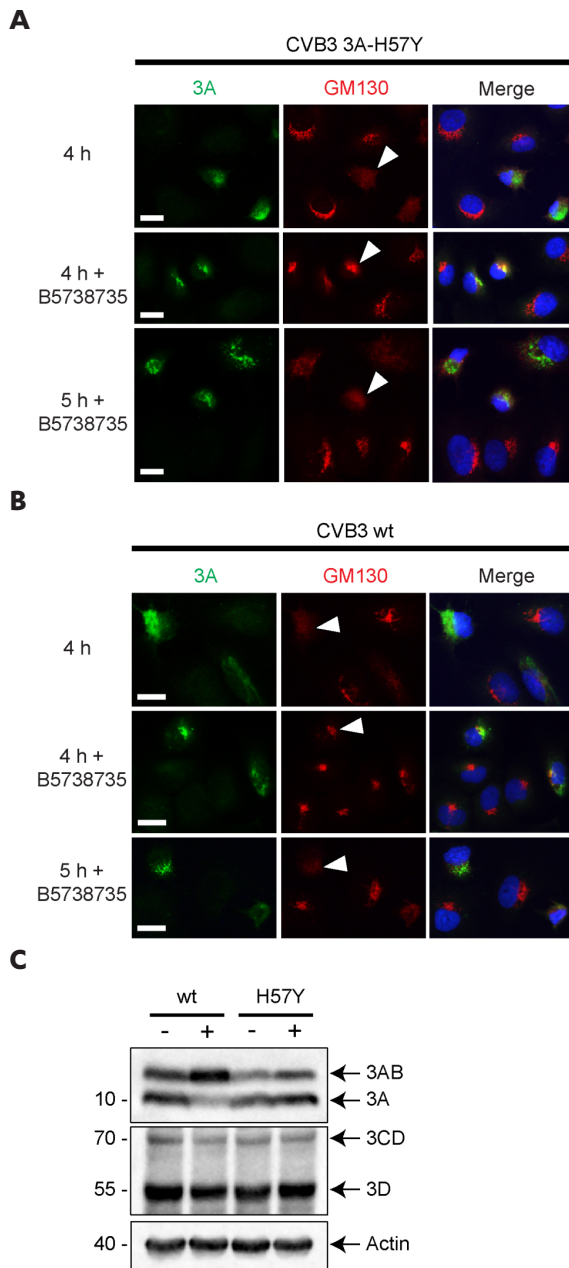 A
CVB3 3A-H57Y
3A GM130 Merge
4 h
4 h +
B5738735
5 h +
B5738735
B
CVB3 wt
3A GM130 Merge
4 h
4 h +
B5738735
5 h +
B5738735
C
wt H57Y
- + - +
3AB
10 - 3A
70 - 3CD
55 - 3D
40 - Actin